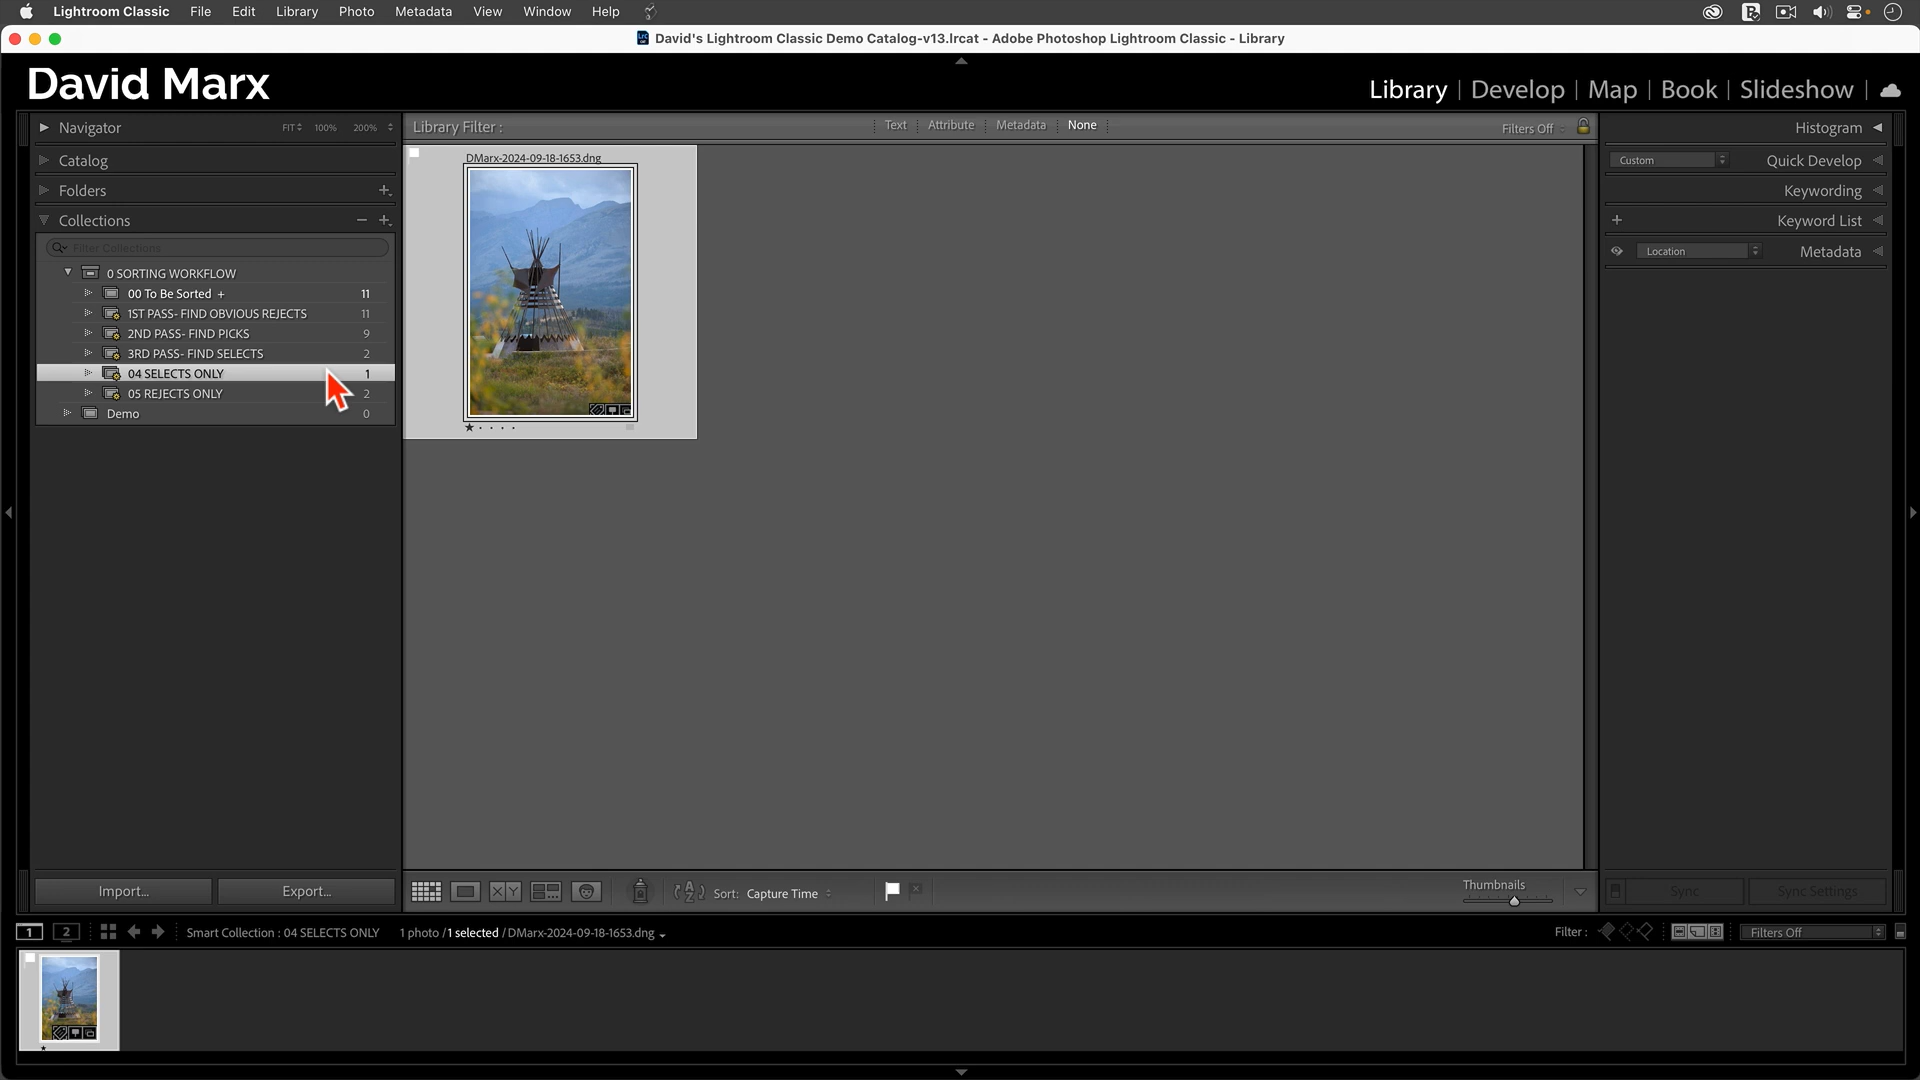 Lightroom Classic File Edit Library Photo Metadata View Window Help
David's Lightroom Classic Demo Catalog-v13.lrcat - Adobe Photoshop Lightroom Classic - Library
David Marx
Library | Develop | Map | Book | Slideshow |
Navigator FIT 100% 200%
Library Filter : Text Attribute Metadata None Filters Off
Histogram
Catalog
Custom Quick Develop
Folders
Keywording
Collections
Keyword List
Filter Collections
Location Metadata
DMarx-2024-09-18-1653.dng
0 SORTING WORKFLOW
00 To Be Sorted + 11
1ST PASS- FIND OBVIOUS REJECTS 11
2ND PASS- FIND PICKS 9
3RD PASS- FIND SELECTS 2
04 SELECTS ONLY 1
05 REJECTS ONLY 2
Demo 0
Import... Export...
XY
Sort: Capture Time
Thumbnails
Sync Sync Settings
1 2 Smart Collection : 04 SELECTS ONLY 1 photo / 1 selected / DMarx-2024-09-18-1653.dng
Filter : Filters Off